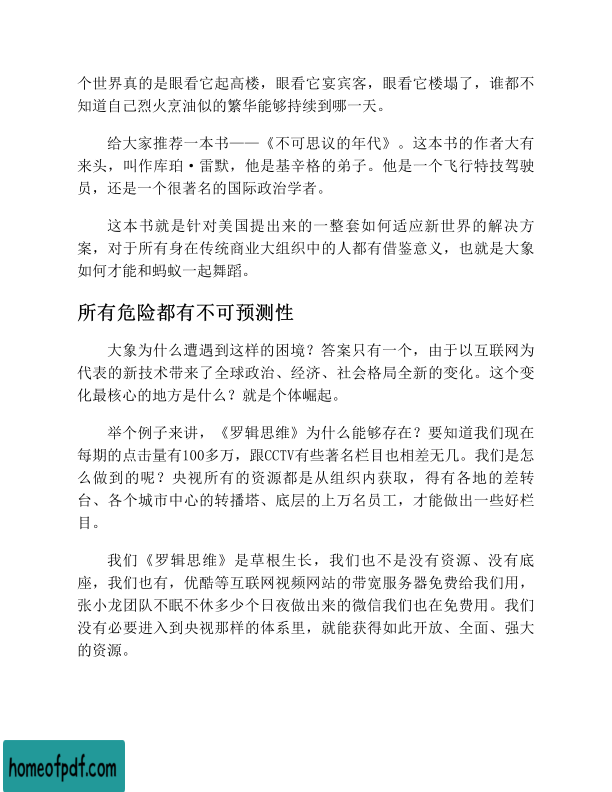 个世界真的是眼看它起高楼，眼看它宴宾客，眼看它楼塌了，谁都不
知道自己烈火烹油似的繁华能够持续到哪一天。
给大家推荐一本书——《不可思议的年代》。这本书的作者大有
来头，叫作库珀·雷默，他是基辛格的弟子。他是一个飞行特技驾驶
员，还是一个很著名的国际政治学者。
这本书就是针对美国提出来的一整套如何适应新世界的解决方
案，对于所有身在传统商业大组织中的人都有借鉴意义，也就是大象
如何才能和蚂蚁一起舞蹈。
所有危险都有不可预测性
大象为什么遭遇到这样的困境？答案只有一个，由于以互联网为
代表的新技术带来了全球政治、经济、社会格局全新的变化。这个变
化最核心的地方是什么？就是个体崛起。
举个例子来讲，《罗辑思维》为什么能够存在？要知道我们现在
每期的点击量有100多万，跟CCTV有些著名栏目也相差无几。我们是怎
么做到的呢？央视所有的资源都是从组织内获取，得有各地的差转
台、各个城市中心的转播塔、底层的上万名员工，才能做出一些好栏
目。
我们《罗辑思维》是草根生长，我们也不是没有资源、没有底
座，我们也有，优酷等互联网视频网站的带宽服务器免费给我们用，
张小龙团队不眠不休多少个日夜做出来的微信我们也在免费用。我们
没有必要进入到央视那样的体系里，就能获得如此开放、全面、强大
的资源。
homeofpdf.com